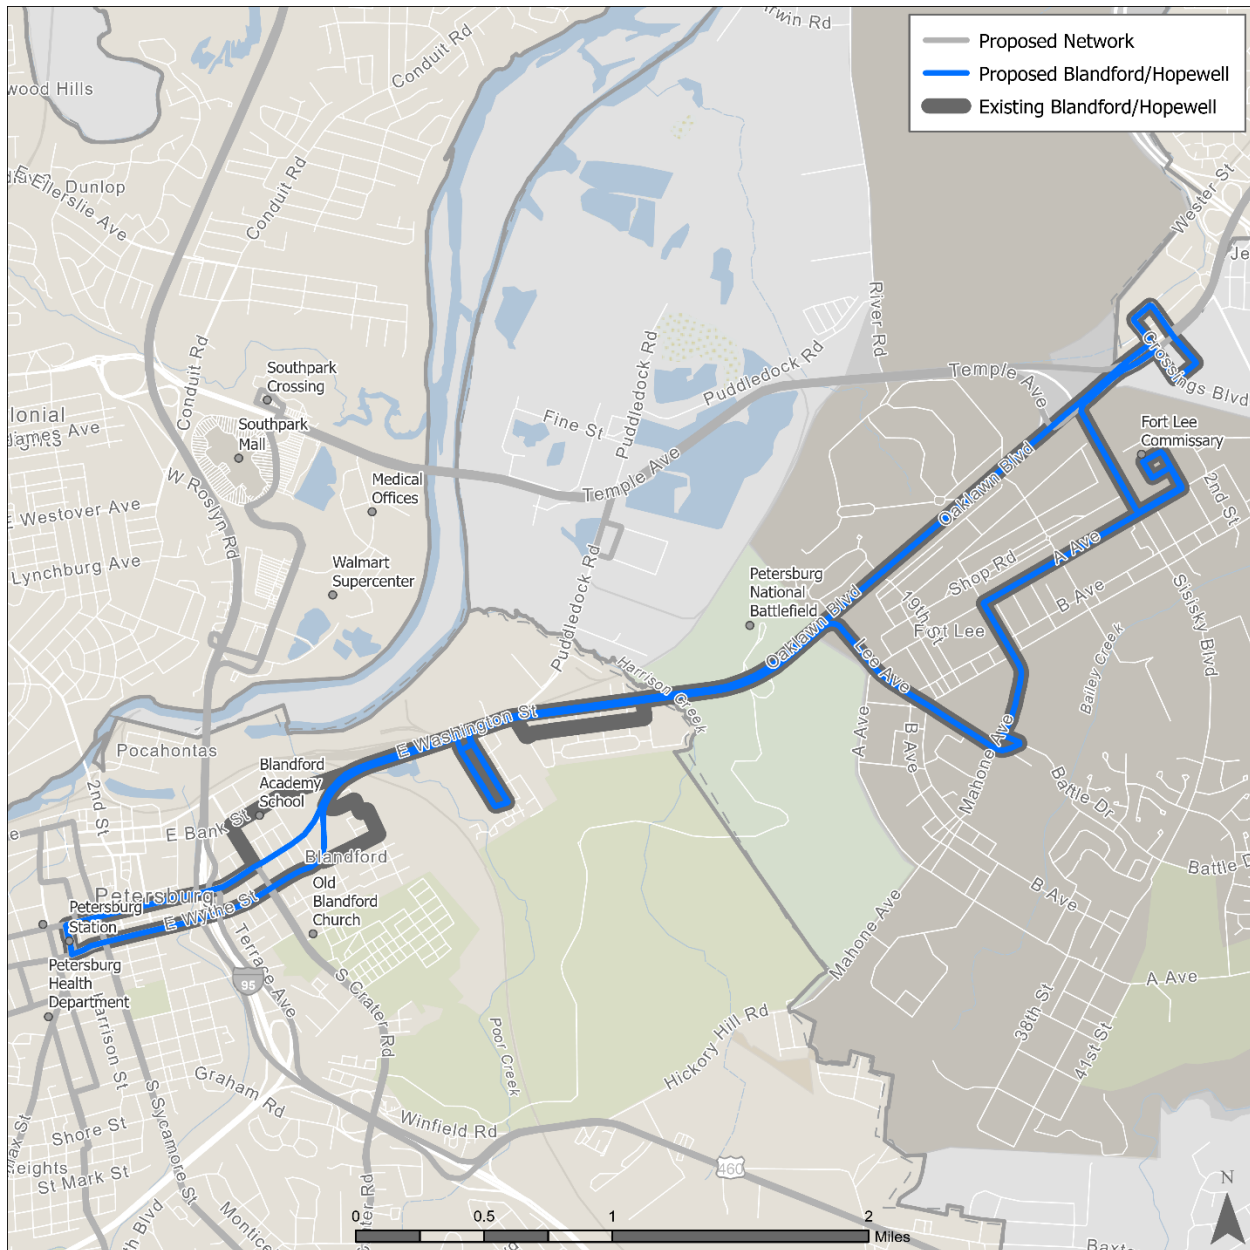 Proposed Network
Proposed Blandford/Hopewell
Existing Blandford/Hopewell
rwin Rd
Conduit Rd
wood Hills
Dunlop
E Ellerslie Ave
Conduit Rd
Wester St
Je
River Rd
Crossings Blvd
Conduit Rd
Southpark
Crossing
Puddledock Rd
Puddledock Rd
Temple Ave
Fort Lee
Commissary
lonial
James Ave
Southpark
Mall
Fine St
W Roslyn Rd
Medical
Offices
Temple Ave
Oaklawn Blvd
2nd St
E Westover Ave
Lynchburg Ave
Walmart
Supercenter
Puddledock Rd
Petersburg
National
Battlefield
Shop Rd
A Ave
B Ave
Sisisky Blvd
19th St
Fort Lee
Oaklawn Blvd
Lee Ave
Bailey Creek
Harrison Creek
A Ave
B Ave
Mahone Ave
E Washington St
Pocahontas
Blandford
Academy
School
2nd St
E Bank St
Battle Dr
Blandford
Battle D
Petersburg
Old
Blandford
Church
Petersburg
Station
E Wythe St
B Ave
Terrace Ave
Mahone Ave
Petersburg
Health
Department
95
S Crater Rd
A Ave
Harrison St
38th St
41st St
Poor Creek
Hickory Hill Rd
Graham Rd
Winfield Rd
S Sycamore St
Shore St
St Mark St
eights
460
N
0
0.5
1
2
Miles
Baxt